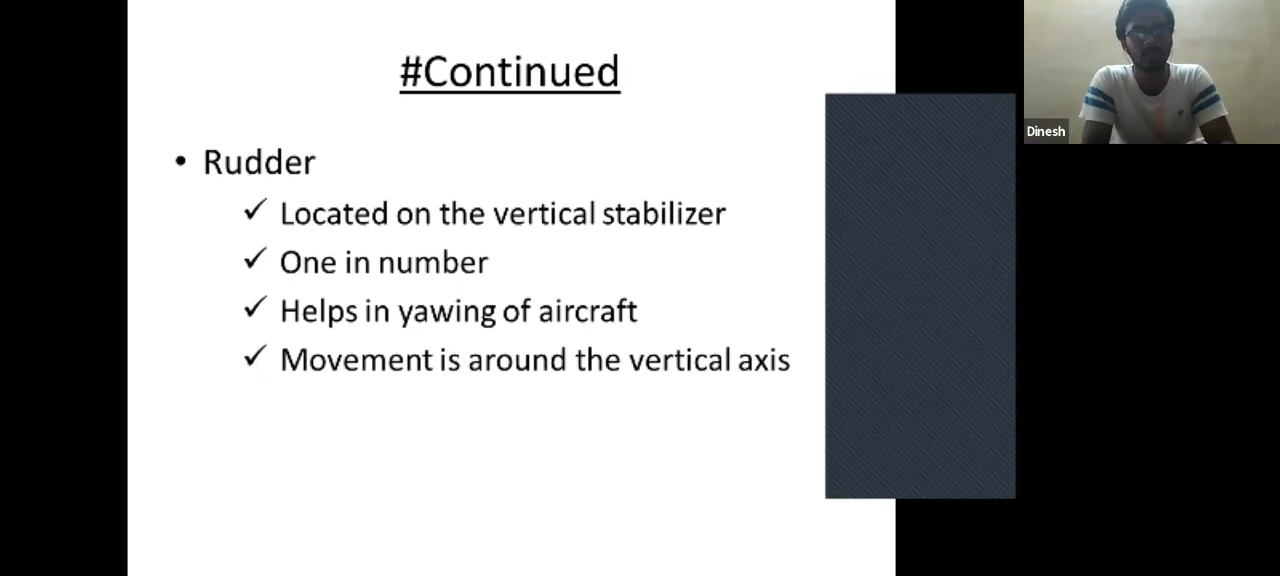 #Continued
• Rudder
✓ Located on the vertical stabilizer
✓ One in number
✓ Helps in yawing of aircraft
✓ Movement is around the vertical axis
Dinesh